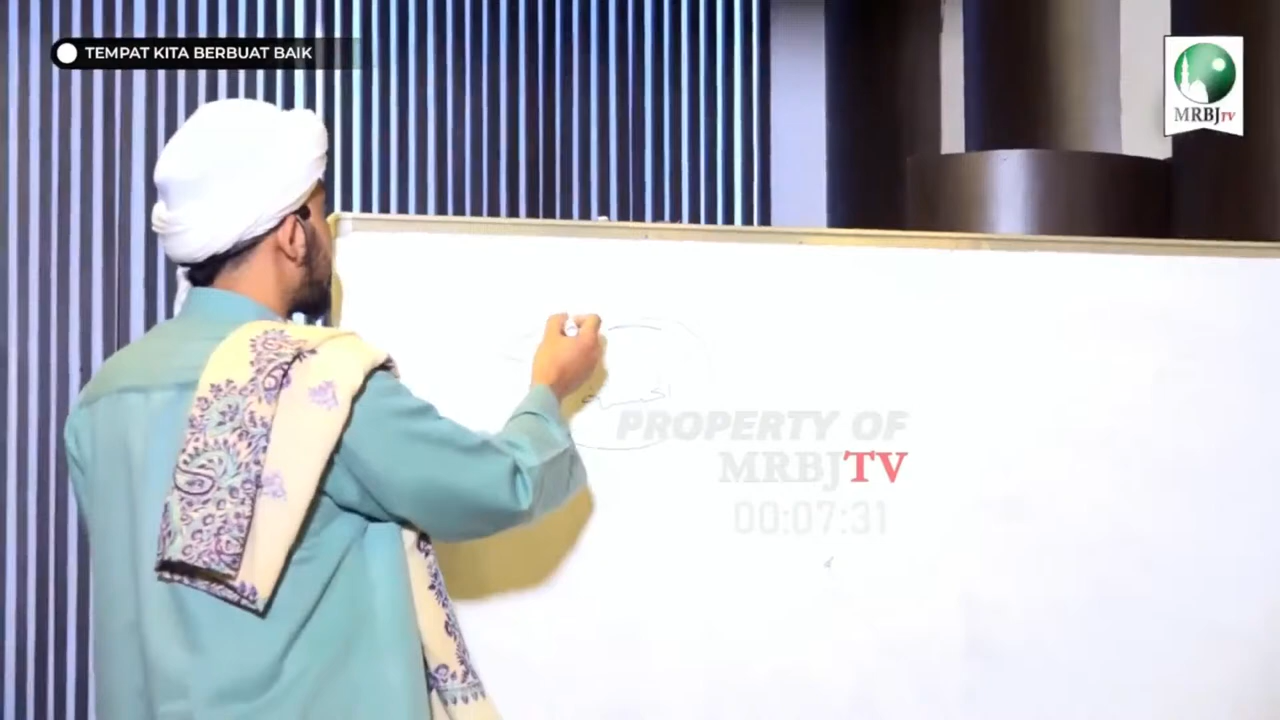 TEMPAT KITA BERBUAT BAIK
MRBJTV
PROPERTY OF
MRBJTV
00:07:31